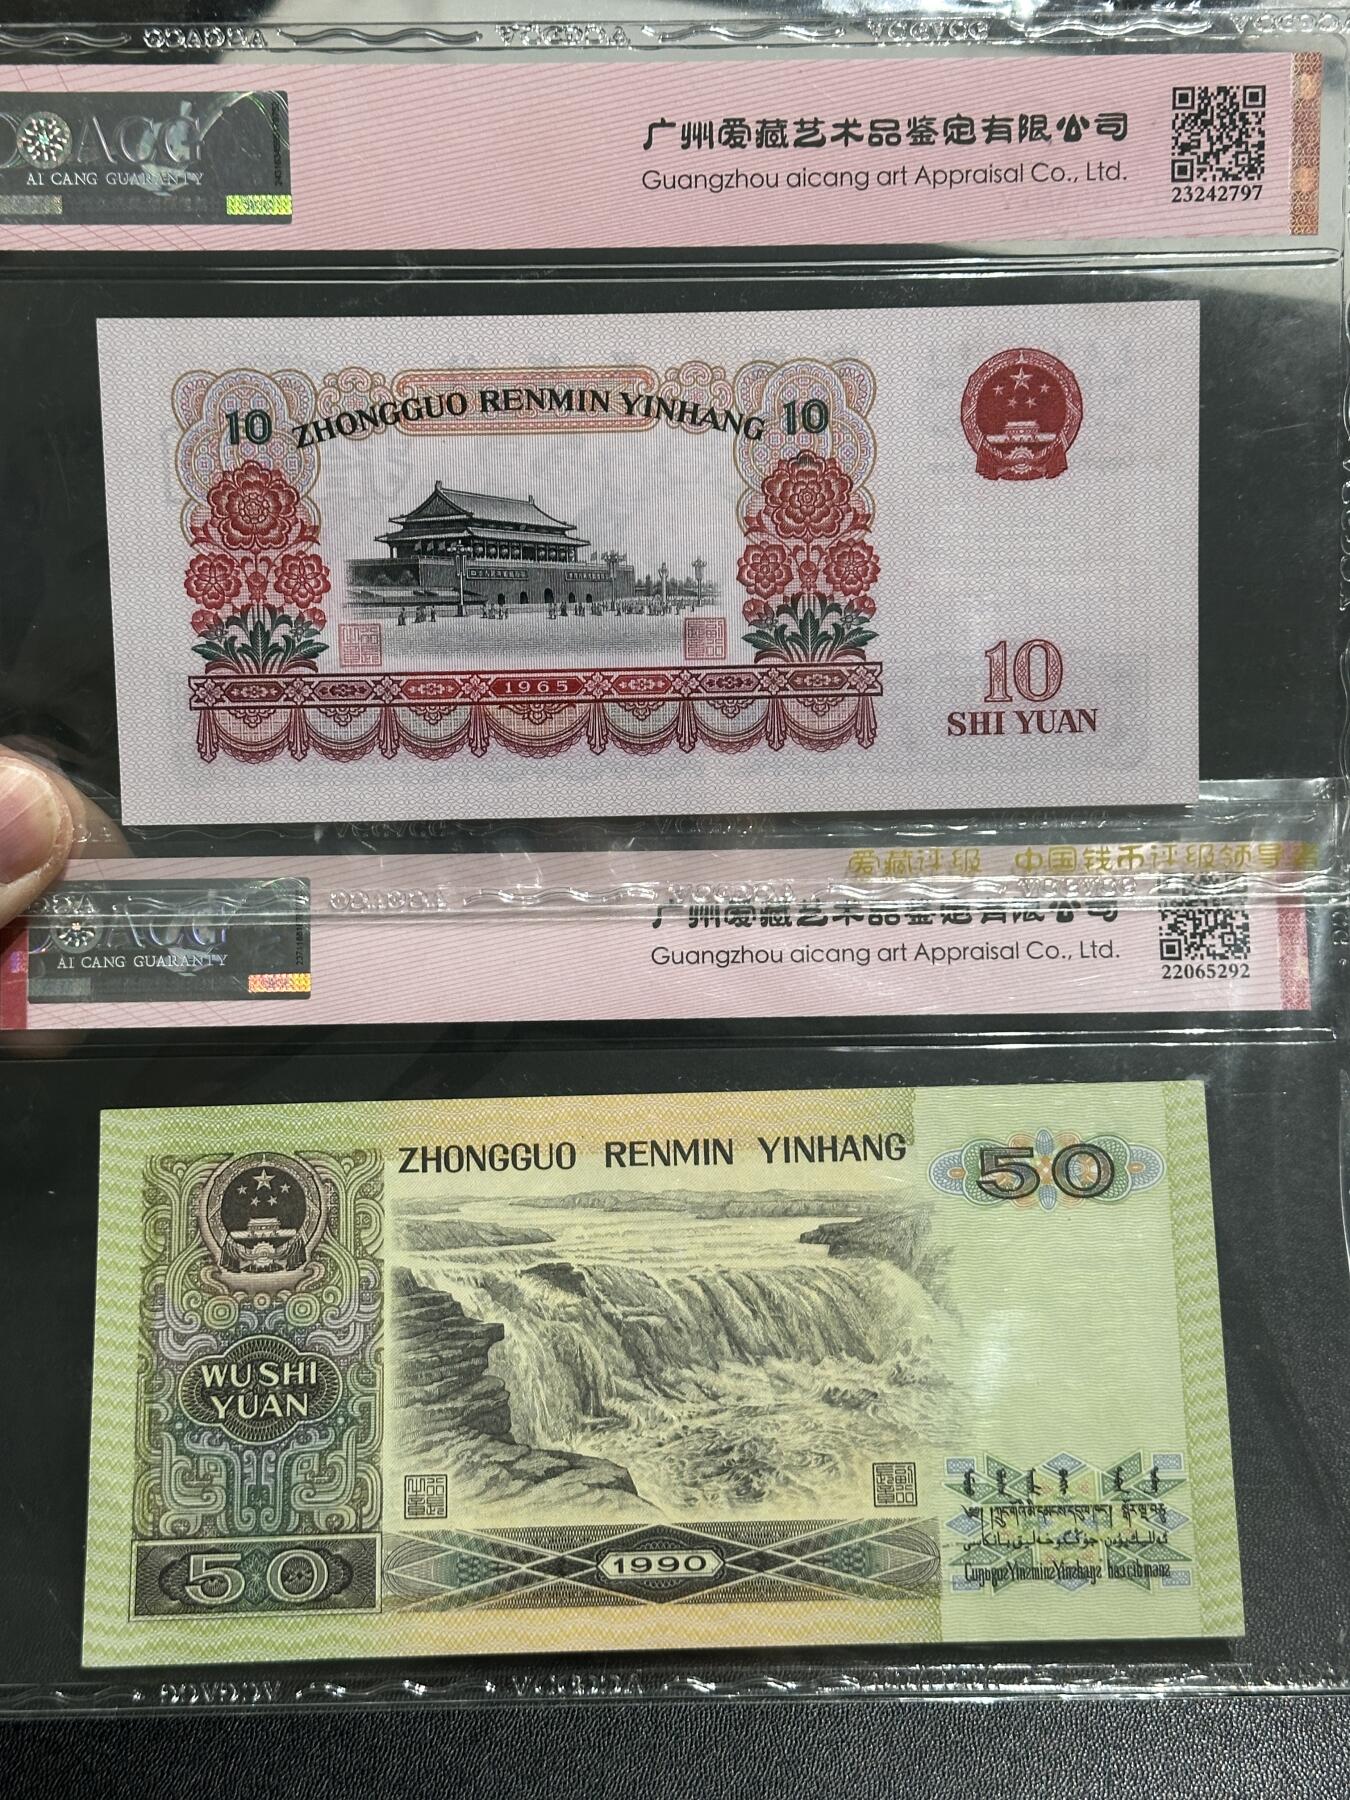 ACG
AI CANG GUARANTY
广州爱藏艺术品鉴定有限公司
Guangzhou aicang art Appraisal Co., Ltd.
23242797
10 ZHONGGUO RENMIN YINHANG 10
1965
10
SHI YUAN
爱藏评级 中国钱币评级领导者
ACG
AI CANG GUARANTY
广州爱藏艺术品鉴定有限公司
Guangzhou aicang art Appraisal Co., Ltd.
22065292
ZHONGGUO RENMIN YINHANG
50
WU SHI
YUAN
50
1990